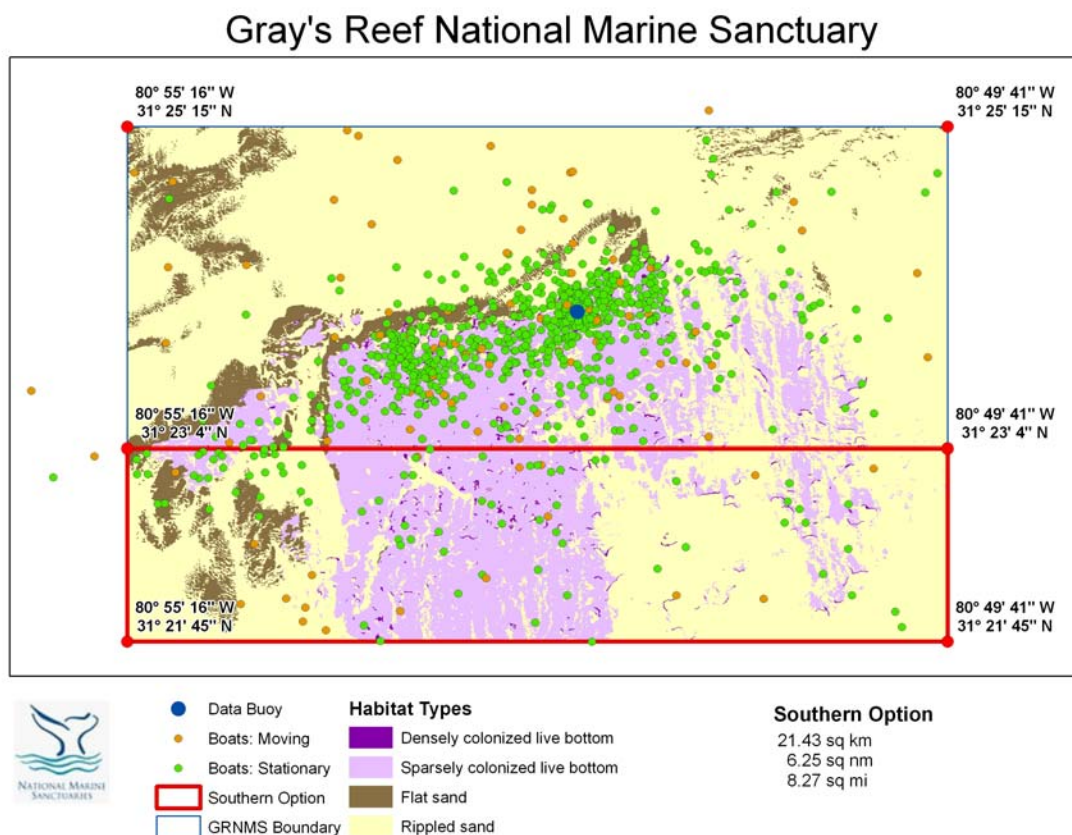 Gray's Reef National Marine Sanctuary
80° 55' 16" W
31° 25' 15" N
80° 49' 41" W
31° 25' 15" N
80° 55' 16" W
31° 23' 4" N
80° 49' 41" W
31° 23' 4" N
80° 55' 16" W
31° 21' 45" N
80° 49' 41" W
31° 21' 45" N
NATIONAL MARINE
SANCTUARIES
Data Buoy
Boats: Moving
Boats: Stationary
Southern Option
GRNMS Boundary
Habitat Types
Densely colonized live bottom
Sparsely colonized live bottom
Flat sand
Rippled sand
Southern Option
21.43 sq km
6.25 sq nm
8.27 sq mi